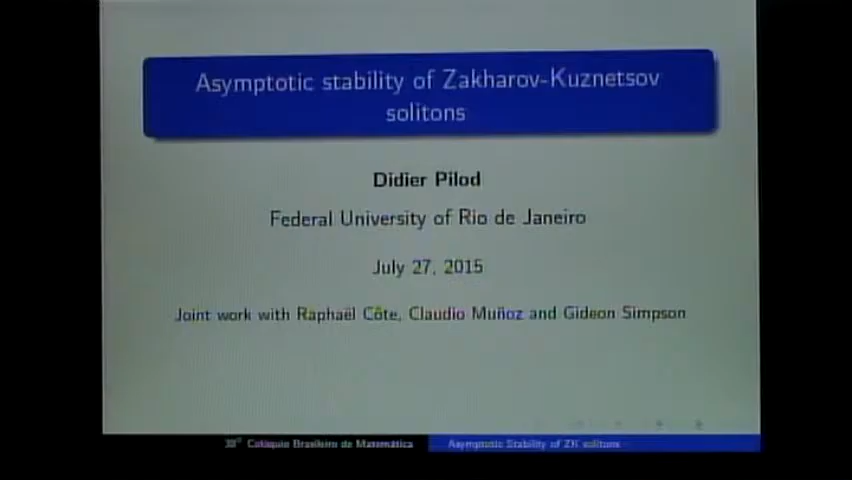 Asymptotic stability of Zakharov-Kuznetsov
solitons
Didier Pilod
Federal University of Rio de Janeiro
July 27, 2015
Joint work with Raphaël Côte, Claudio Muñoz and Gideon Simpson
Colóquio Brasileiro de Matemática
Asymptotic Stability of ZK solitons